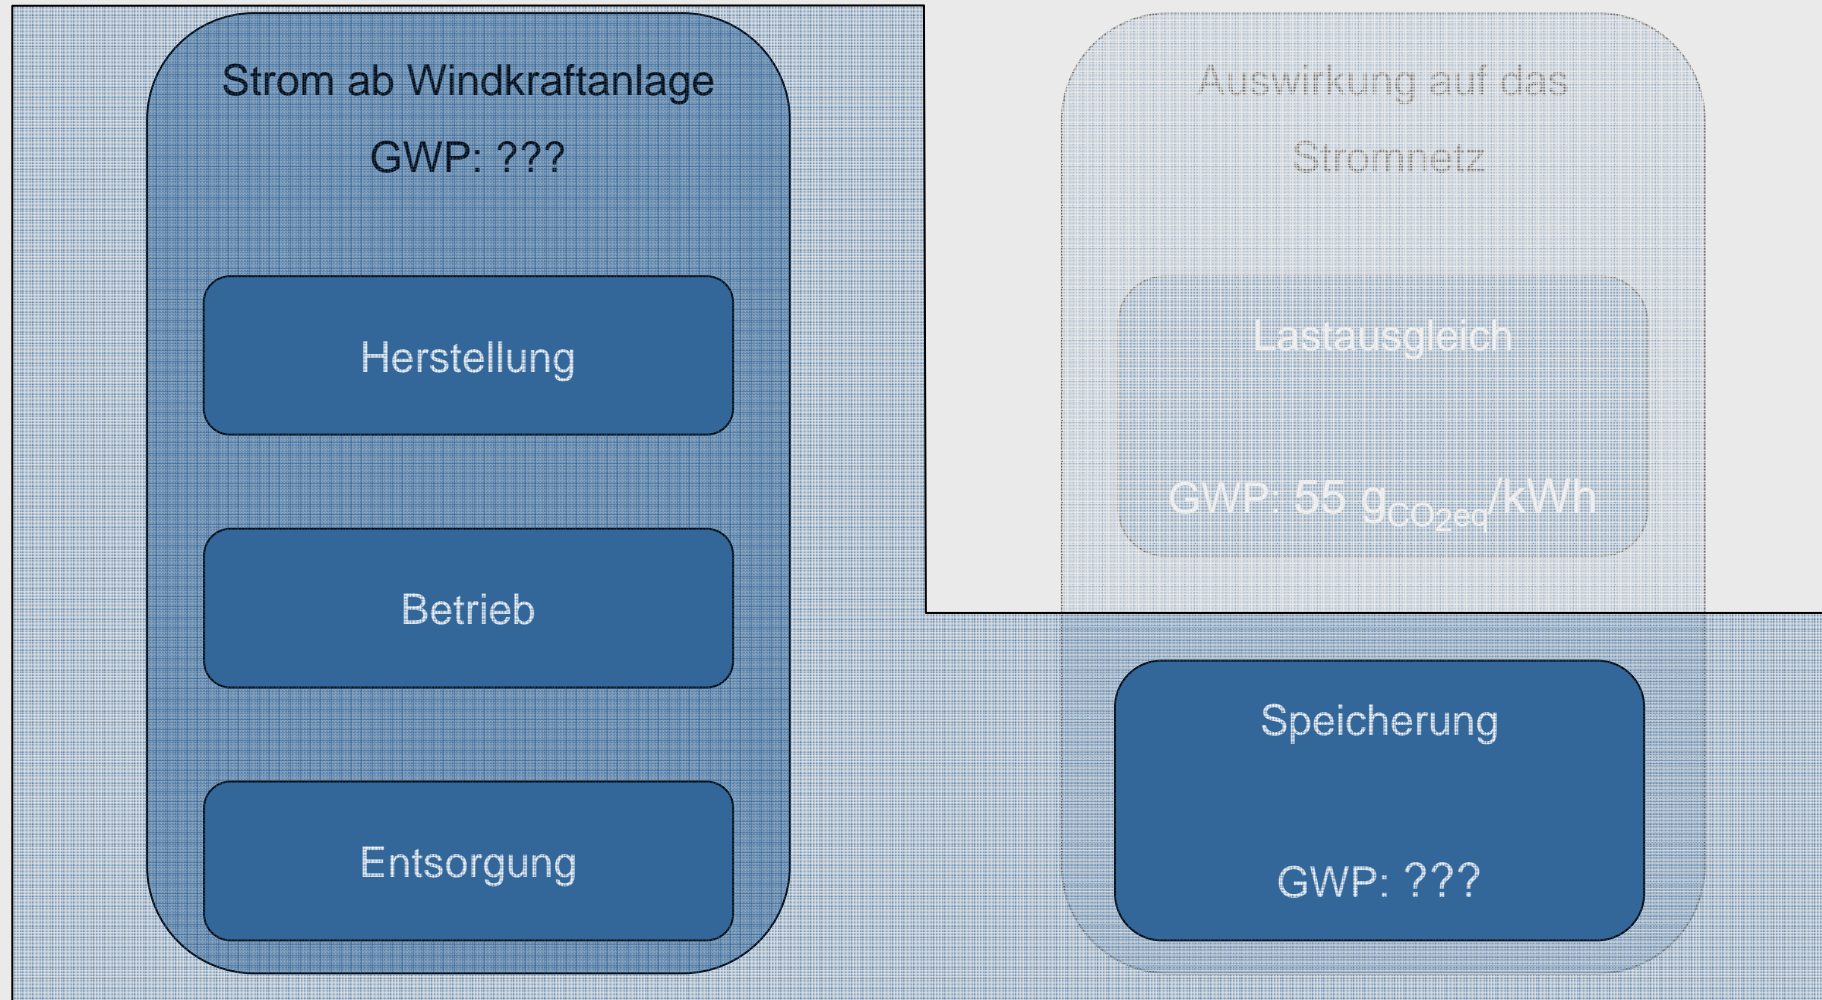 Strom ab Windkraftanlage
GWP: ???
Herstellung
Betrieb
Entsorgung
Auswirkung auf das
Stromnetz
Lastausgleich
GWP: 55 gCO2eq/kWh
Speicherung
GWP: ???